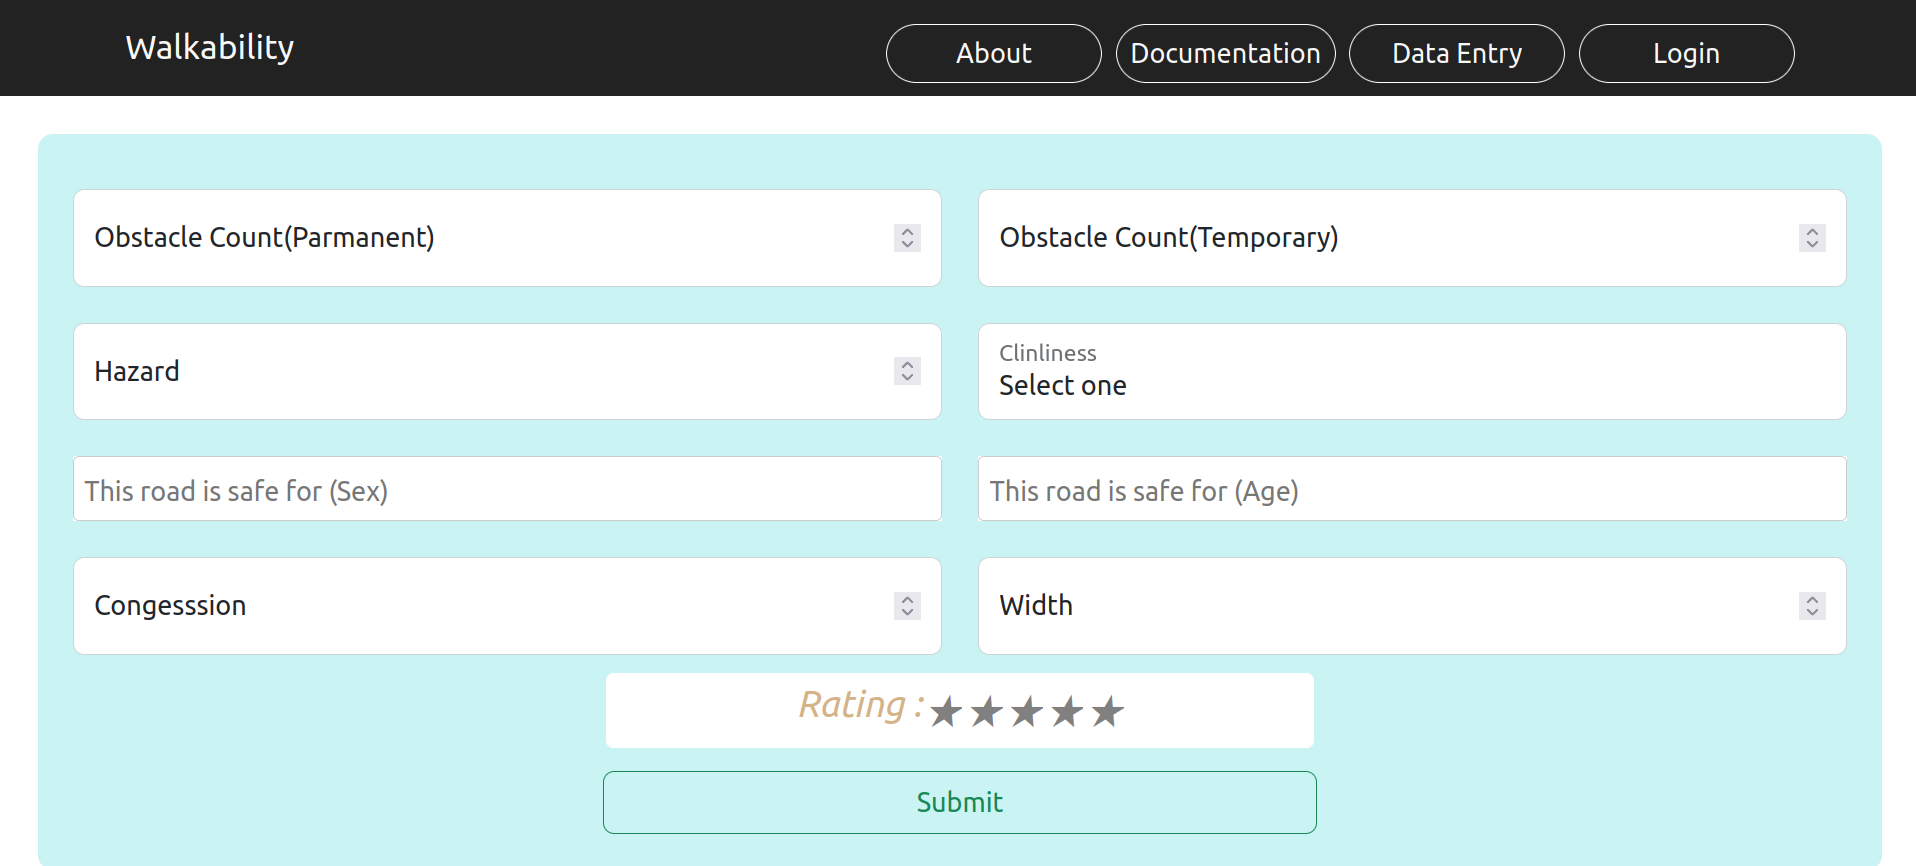 Walkability
About Documentation Data Entry Login
Obstacle Count(Parmanent) Obstacle Count(Temporary)
Hazard
Clinliness
Select one
This road is safe for (Sex) This road is safe for (Age)
Congesssion Width
Rating : ★★★★★
Submit